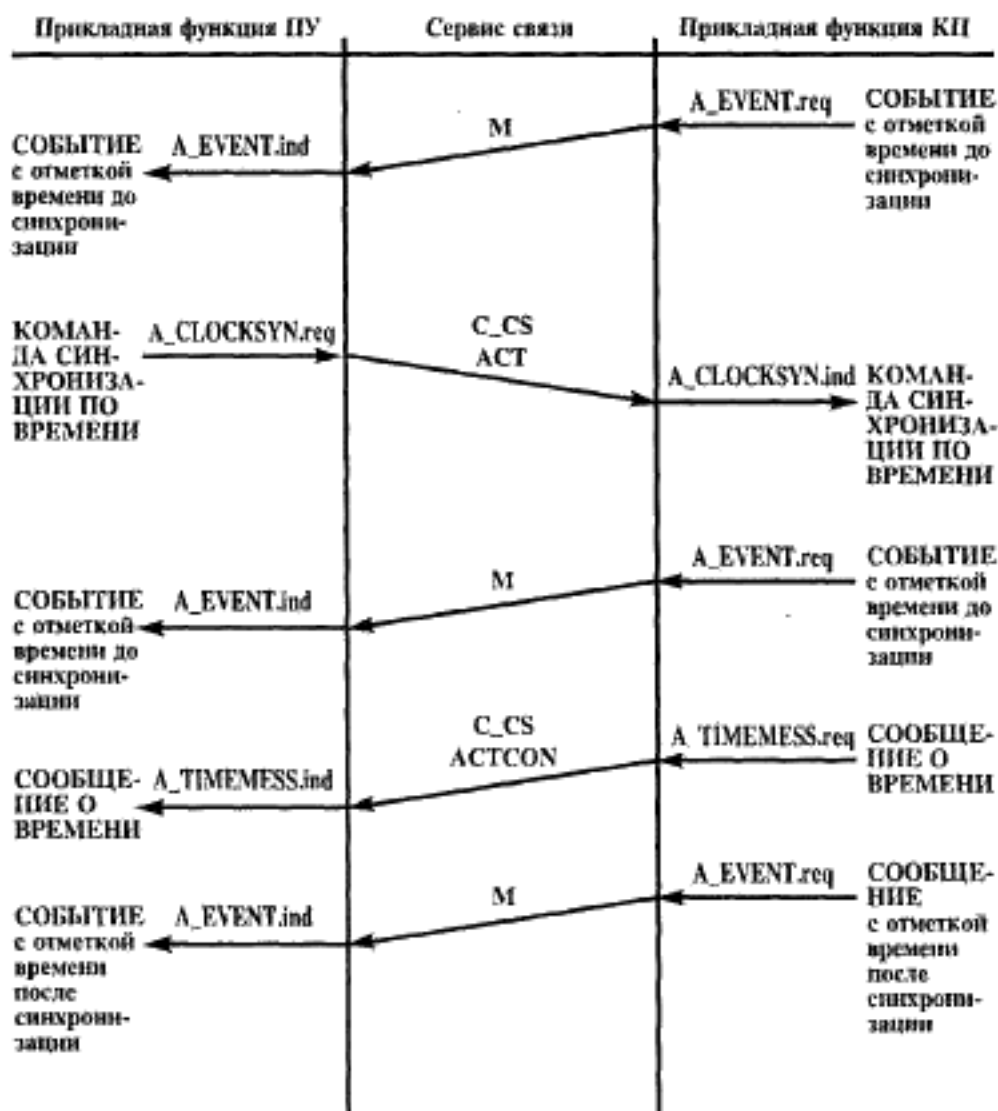 Прикладная функция ПУ
Сервис связи
Прикладная функция КП
A_EVENT.req
СОБЫТИЕ
с отметкой
времени до
синхрони-
зации
M
СОБЫТИЕ
с отметкой
времени до
синхрони-
зации
A_EVENT.ind
КОМАН-
ДА СИН-
ХРОНИЗА-
ЦИИ ПО
ВРЕМЕНИ
A_CLOCKSYN.req
C_CS
ACT
A_CLOCKSYN.ind
КОМАН-
ДА СИН-
ХРОНИЗА-
ЦИИ ПО
ВРЕМЕНИ
A_EVENT.req
СОБЫТИЕ
с отметкой
времени до
синхрони-
зации
M
СОБЫТИЕ
с отметкой
времени до
синхрони-
зации
A_EVENT.ind
C_CS
ACTCON
A_TIMEMESS.req
СООБЩЕ-
НИЕ О
ВРЕМЕНИ
СООБЩЕ-
НИЕ О
ВРЕМЕНИ
A_TIMEMESS.ind
A_EVENT.req
СООБЩЕ-
НИЕ
с отметкой
времени
после
синхрони-
зации
M
СОБЫТИЕ
с отметкой
времени
после
синхрони-
зации
A_EVENT.ind